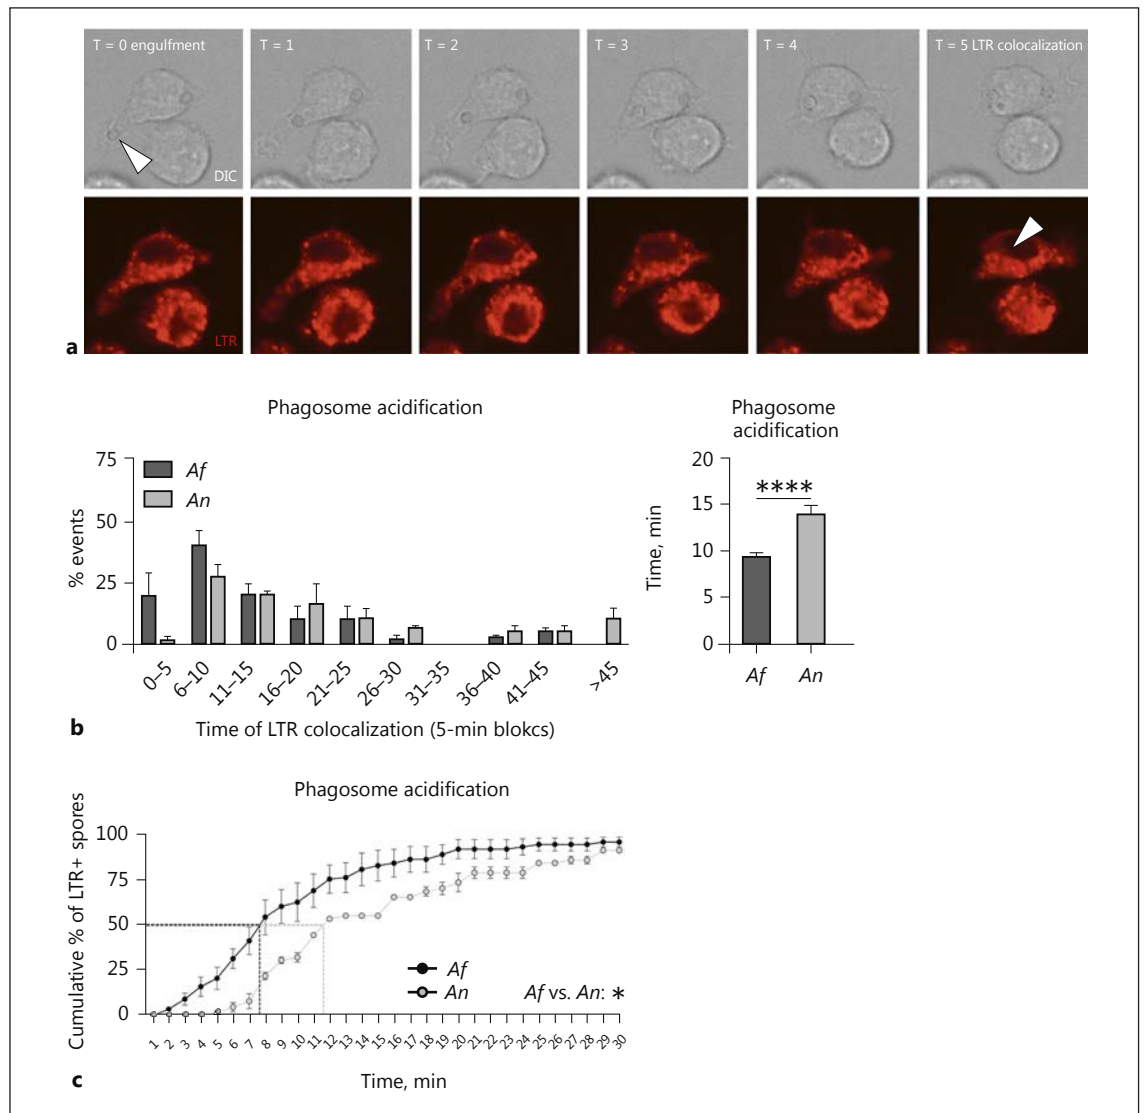 T = 0 engulfment
T = 1
T = 2
T = 3
T = 4
T = 5 LTR colocalization
DIC
LTR
a
Phagosome acidification
75
50
25
0
% events
Af
An
0–5
6–10
11–15
16–20
21–25
26–30
31–35
36–40
41–45
>45
Time of LTR colocalization (5-min blokcs)
b
Phagosome
acidification
20
15
10
5
0
Time, min
****
Af
An
Phagosome acidification
100
75
50
25
0
Cumulative % of LTR+ spores
Af
An
Af vs. An: *
1 2 3 4 5 6 7 8 9 10 11 12 13 14 15 16 17 18 19 20 21 22 23 24 25 26 27 28 29 30
Time, min
c